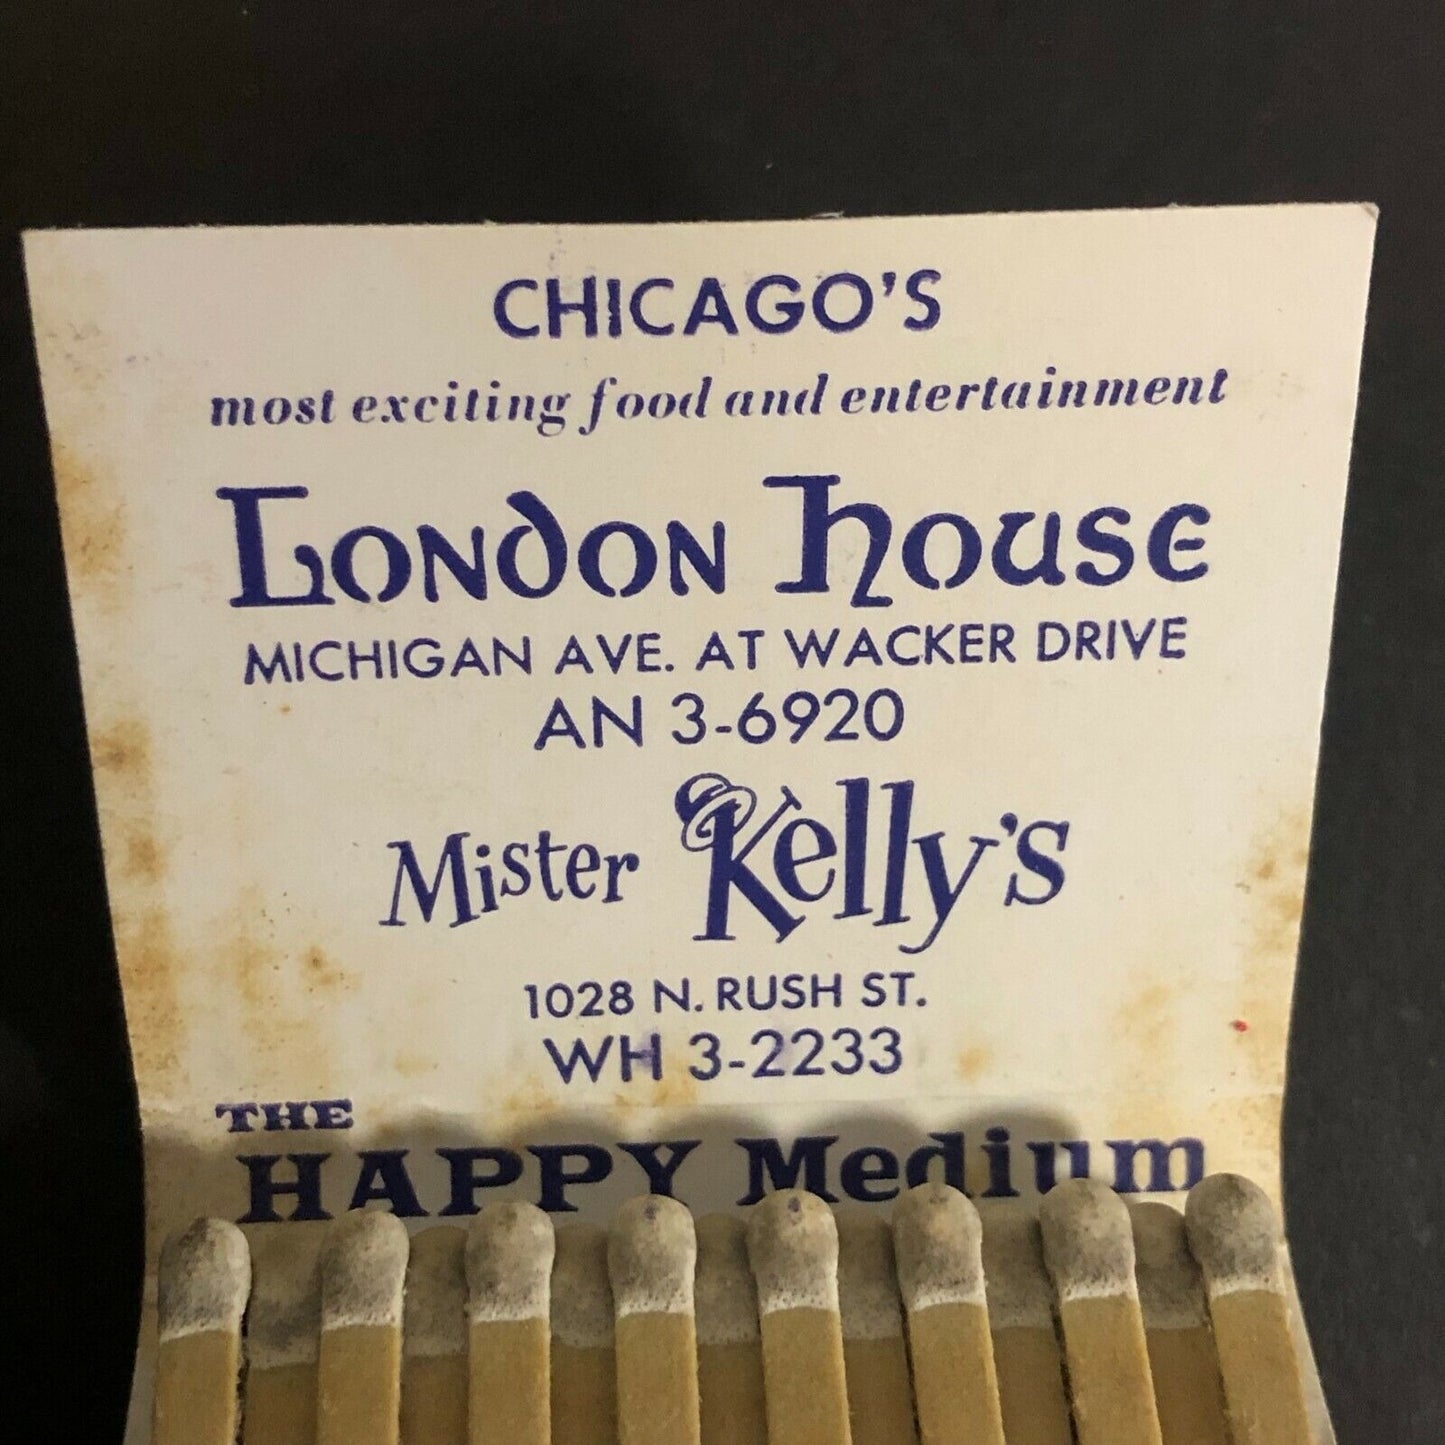 CHICAGO'S
most exciting food and entertainment
LONDON HOUSE
MICHIGAN AVE. AT WACKER DRIVE
AN 3-6920
Mister Kelly's
1028 N. RUSH ST.
WH 3-2233
THE
HAPPY Medium